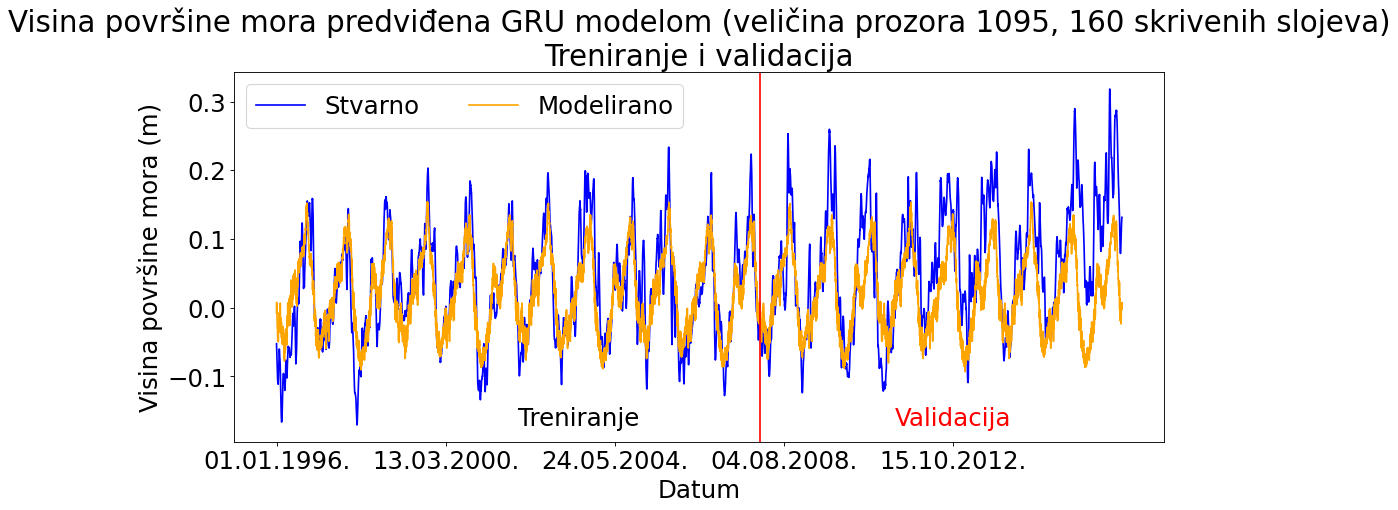 Visina površine mora predviđena GRU modelom (veličina prozora 1095, 160 skrivenih slojeva)
Treniranje i validacija
Stvarno
Modelirano
Visina površine mora (m)
0.3
0.2
0.1
0.0
−0.1
Treniranje
Validacija
01.01.1996.
13.03.2000.
24.05.2004.
04.08.2008.
15.10.2012.
Datum